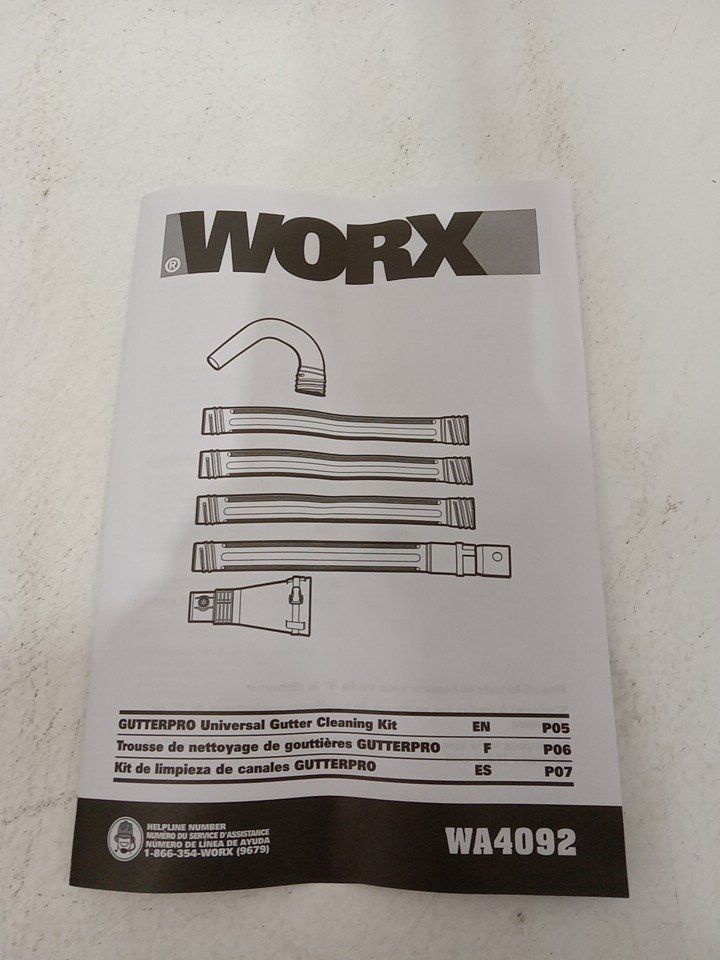 ® WORX
GUTTERPRO Universal Gutter Cleaning Kit EN P05
Trousse de nettoyage de gouttières GUTTERPRO F P06
Kit de limpieza de canales GUTTERPRO ES P07
HELPLINE NUMBER
NUMÉRO DU SERVICE D'ASSISTANCE
NÚMERO DE LÍNEA DE AYUDA
1-866-354-WORX (9679)
WA4092